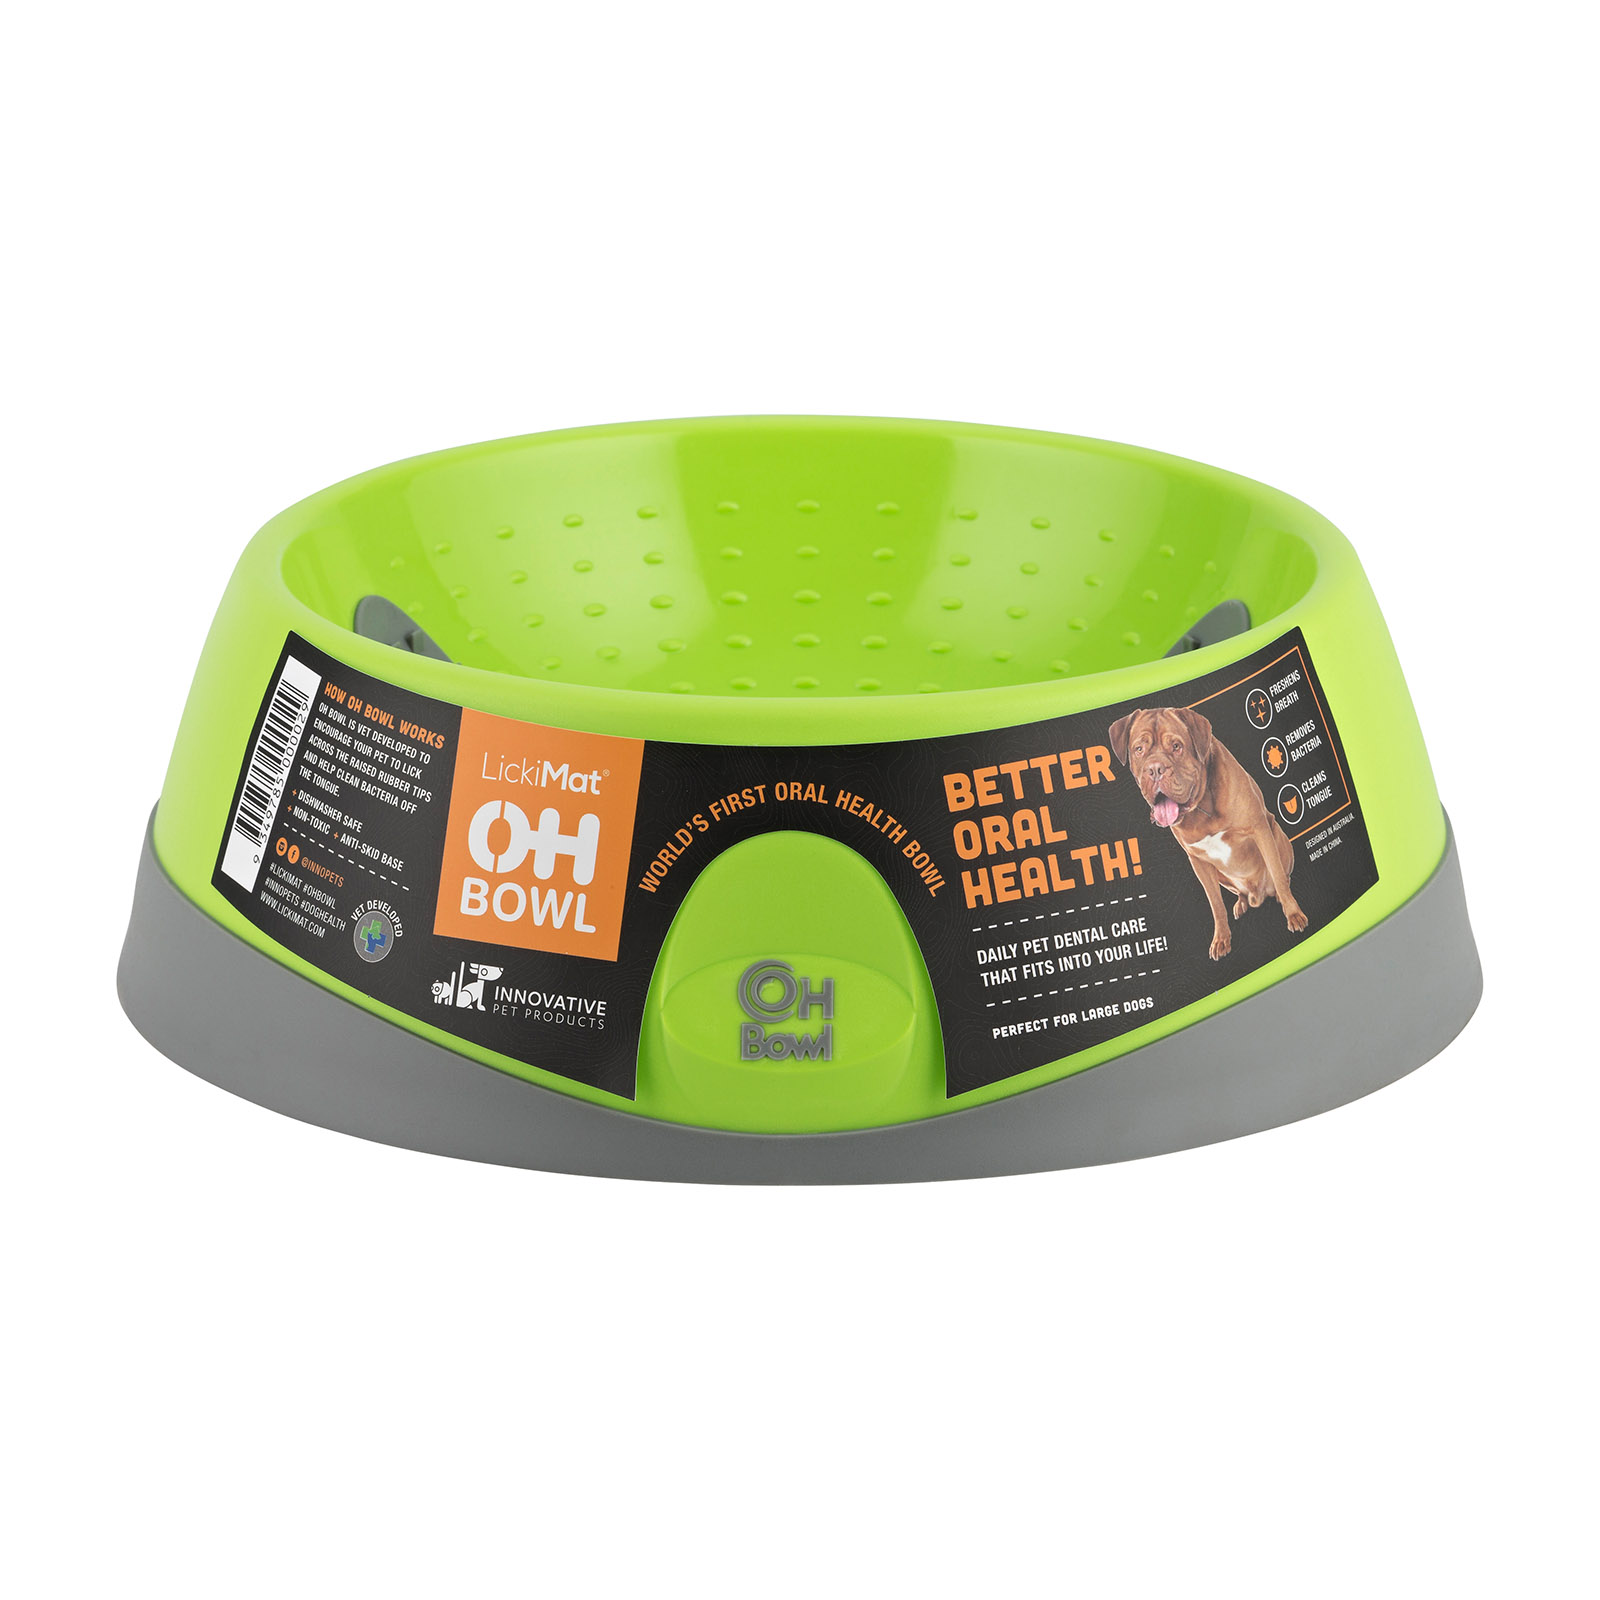 9 349785 000029
HOW OH BOWL WORKS
OH BOWL IS VET DEVELOPED TO
ENCOURAGE YOUR PET TO LICK
ACROSS THE RAISED RUBBER TIPS
AND HELP CLEAN BACTERIA OFF
THE TONGUE.
+ DISHWASHER SAFE
+ NON-TOXIC + ANTI-SKID BASE
@INNOPETS
#LICKIMAT #OHBOWL
#INNOPETS #DOGHEALTH
WWW.LICKIMAT.COM
VET DEVELOPED
LickiMat®
OH
BOWL
INNOVATIVE
PET PRODUCTS
WORLD'S FIRST ORAL HEALTH BOWL
OH
Bowl
BETTER
ORAL
HEALTH!
DAILY PET DENTAL CARE
THAT FITS INTO YOUR LIFE!
PERFECT FOR LARGE DOGS
FRESHENS
BREATH
REMOVES
BACTERIA
CLEANS
TONGUE
DESIGNED IN AUSTRALIA.
MADE IN CHINA.